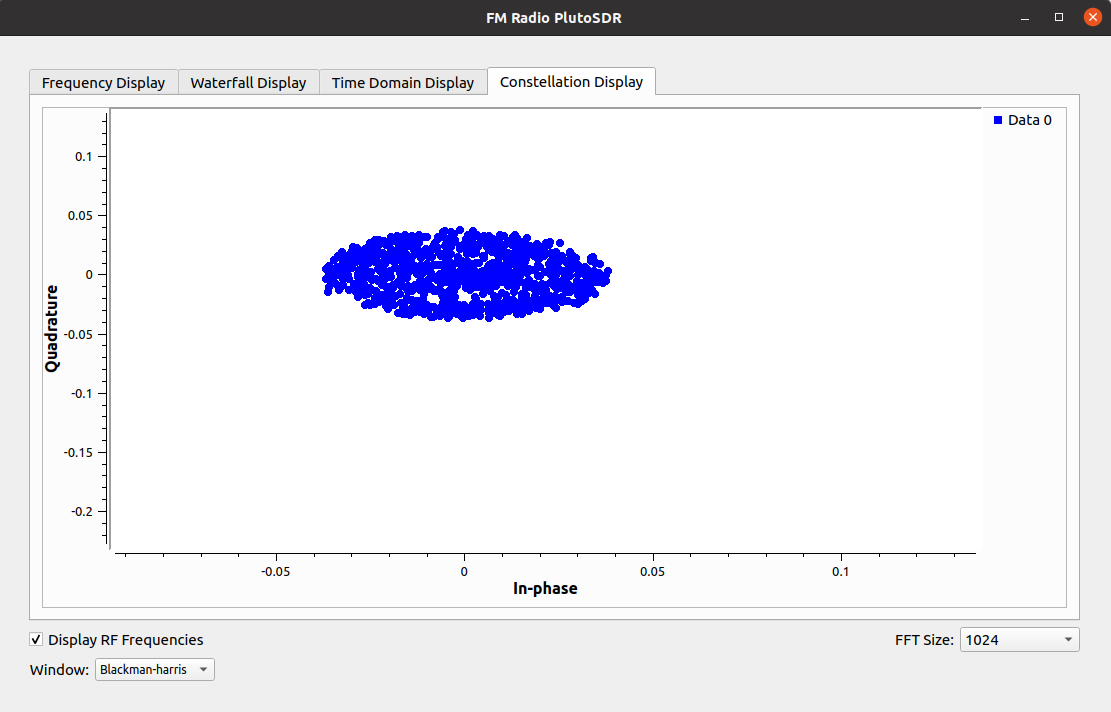 FM Radio PlutoSDR
Frequency Display
Waterfall Display
Time Domain Display
Constellation Display
Data 0
0.1
0.05
0
-0.05
-0.1
-0.15
-0.2
Quadrature
-0.05
0
0.05
0.1
In-phase
Display RF Frequencies
FFT Size: 1024
Window: Blackman-harris